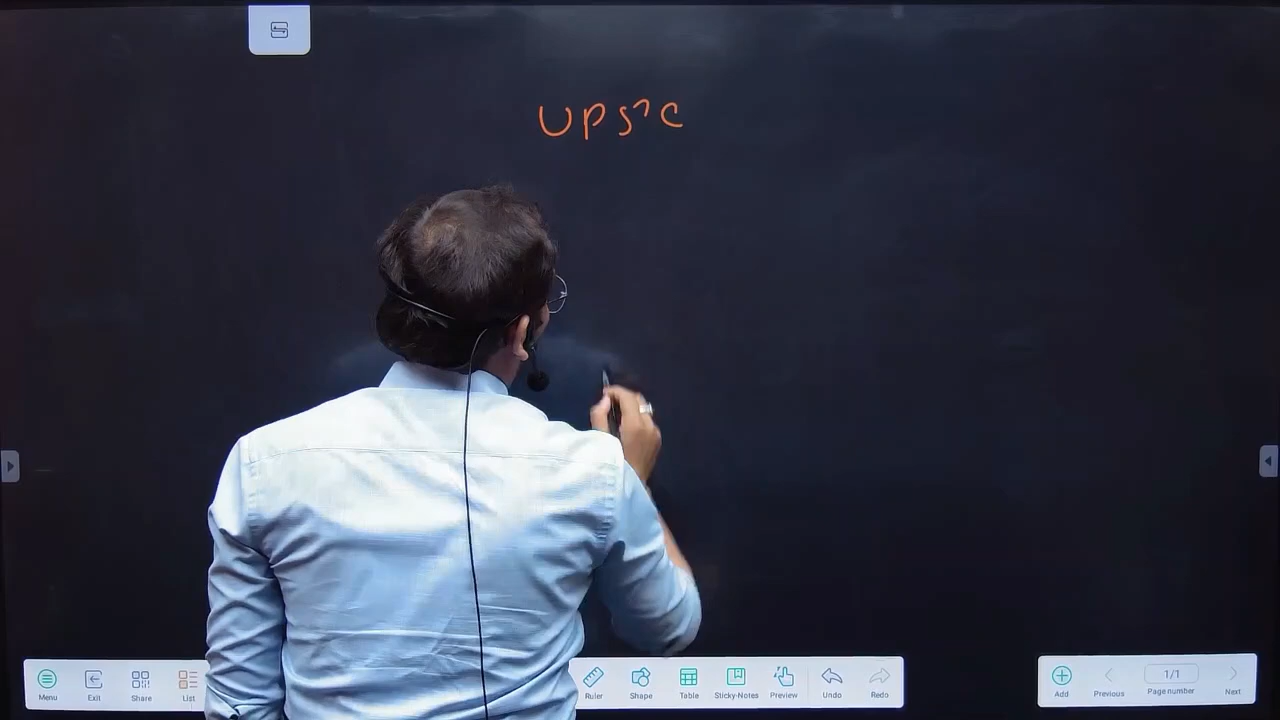 UPSC
Menu
Exit
Share
List
Ruler
Shape
Table
Sticky-Notes
Preview
Undo
Redo
Add
Previous
1/1
Page number
Next